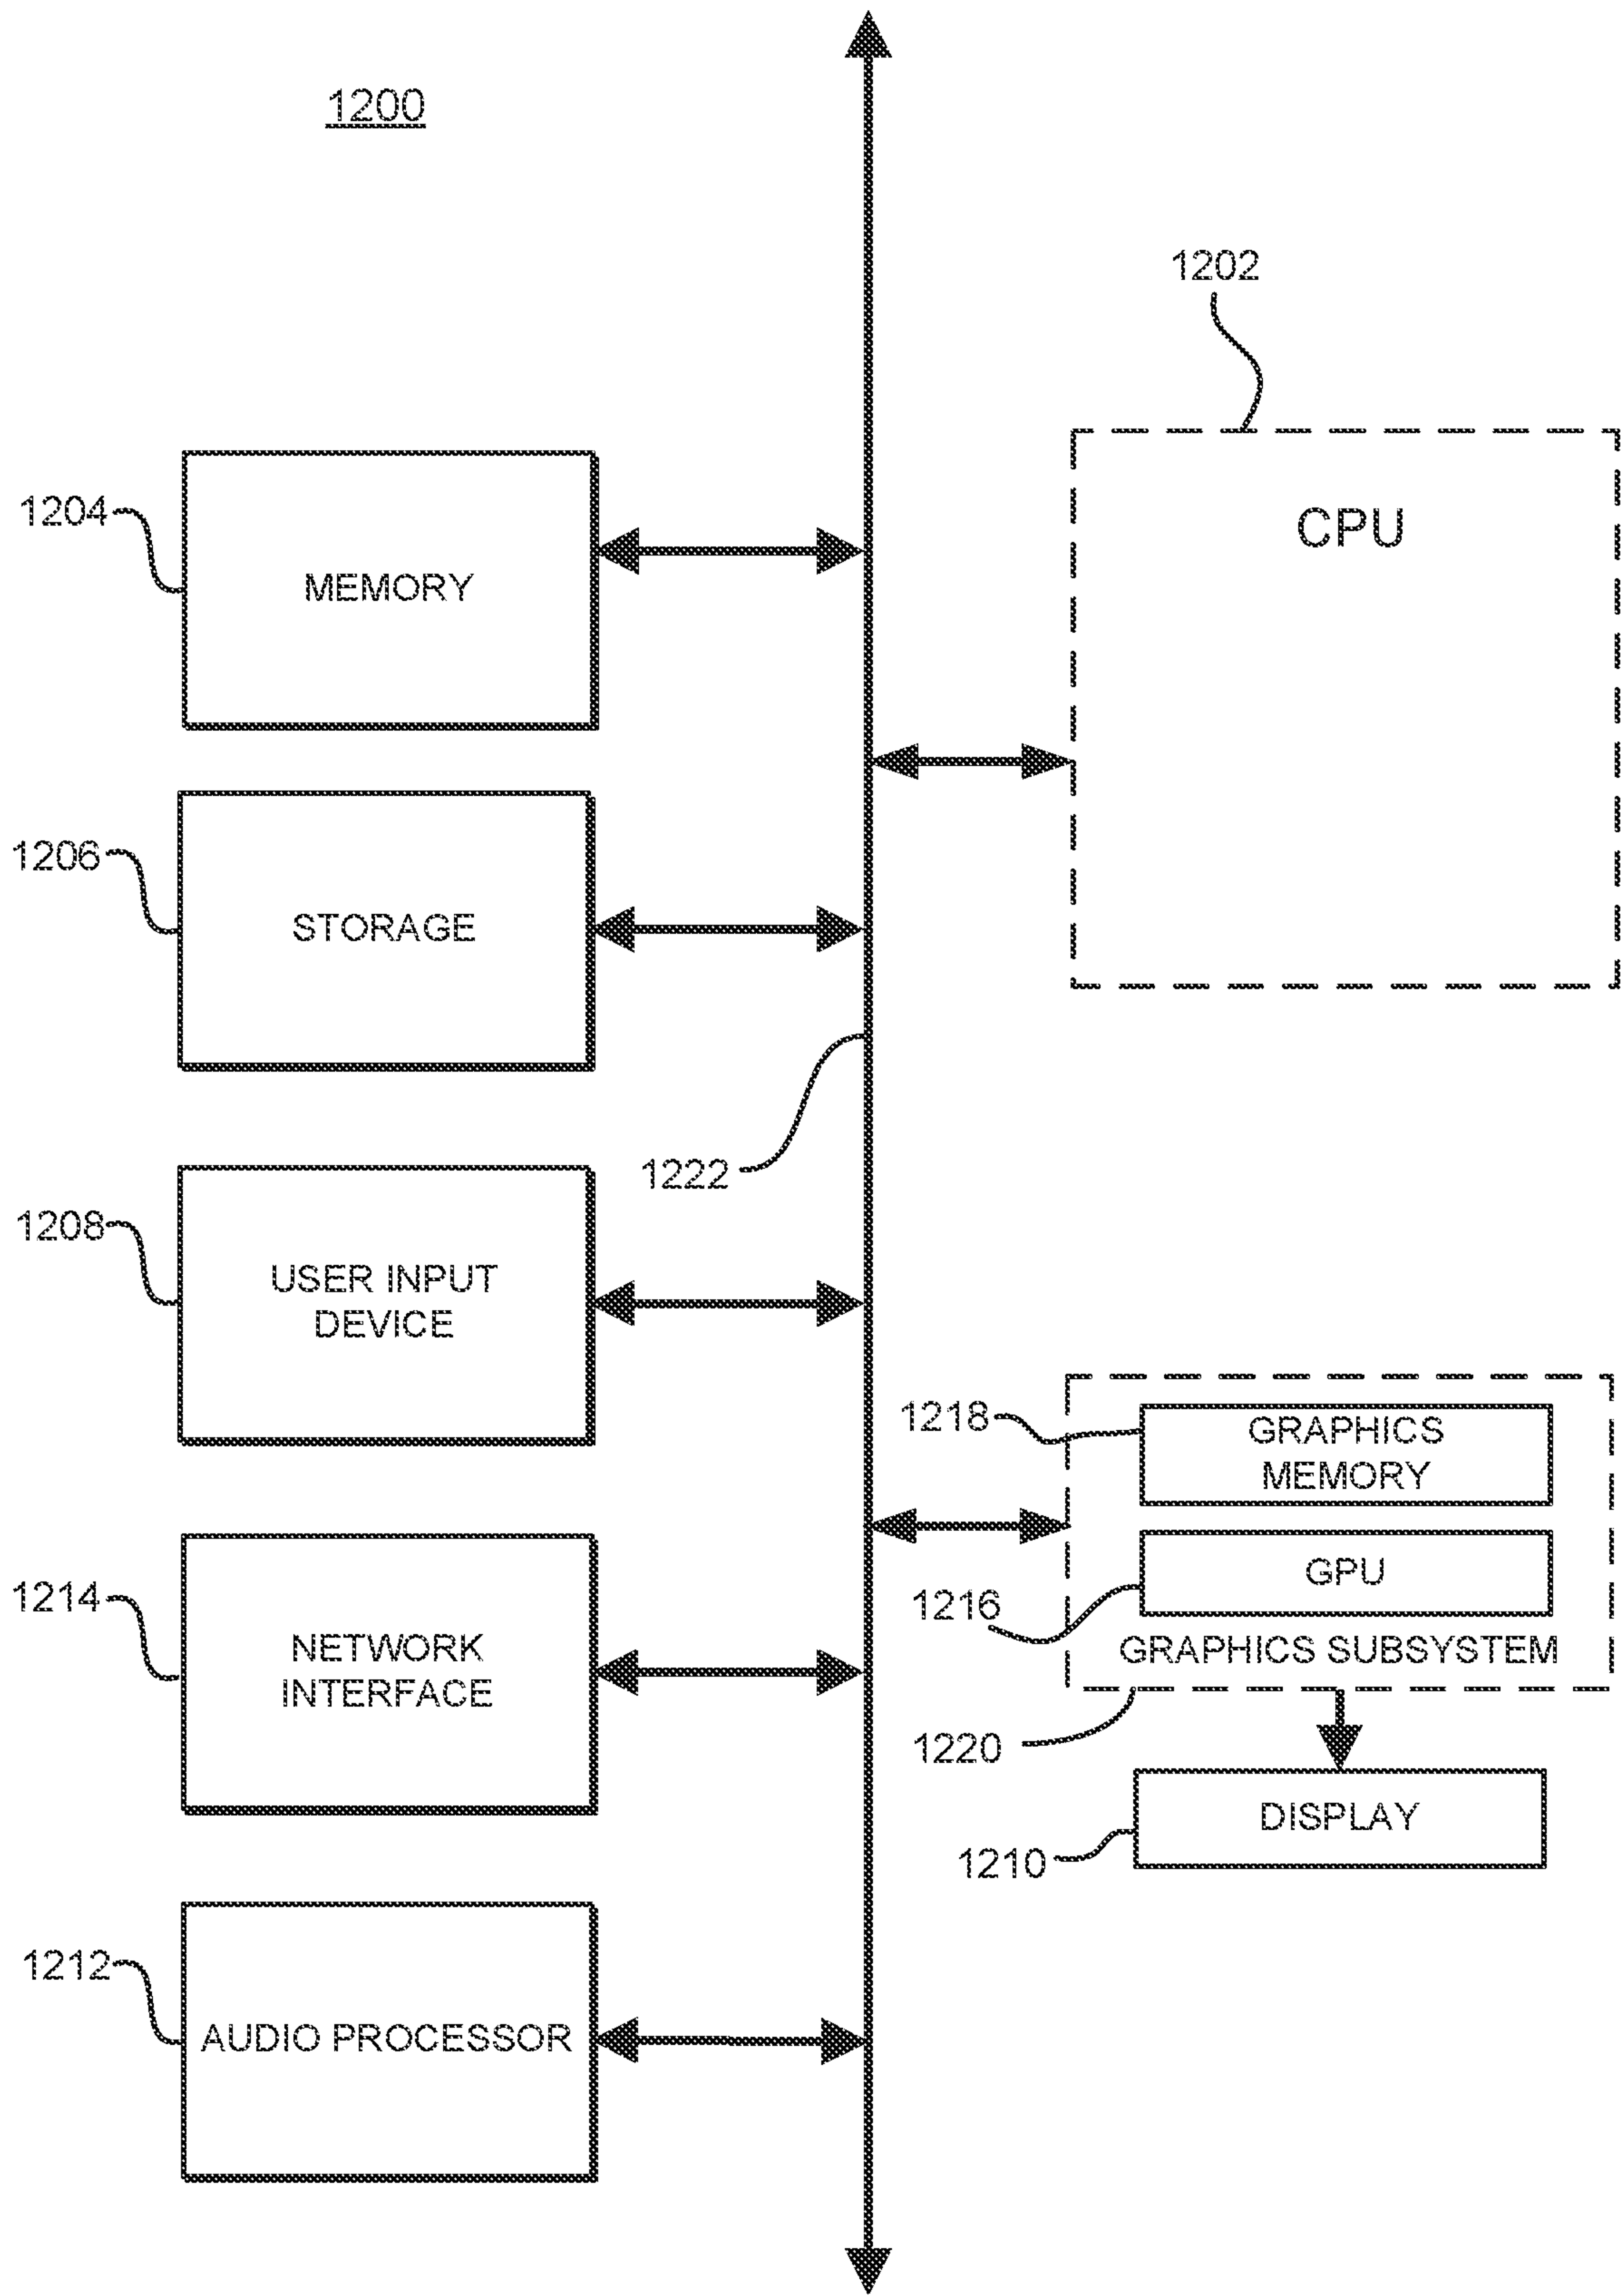 1200
1202
CPU
1204
MEMORY
1206
STORAGE
1222
1208
USER INPUT
DEVICE
1218
GRAPHICS
MEMORY
1216
GPU
GRAPHICS SUBSYSTEM
1214
NETWORK
INTERFACE
1220
1210
DISPLAY
1212
AUDIO PROCESSOR